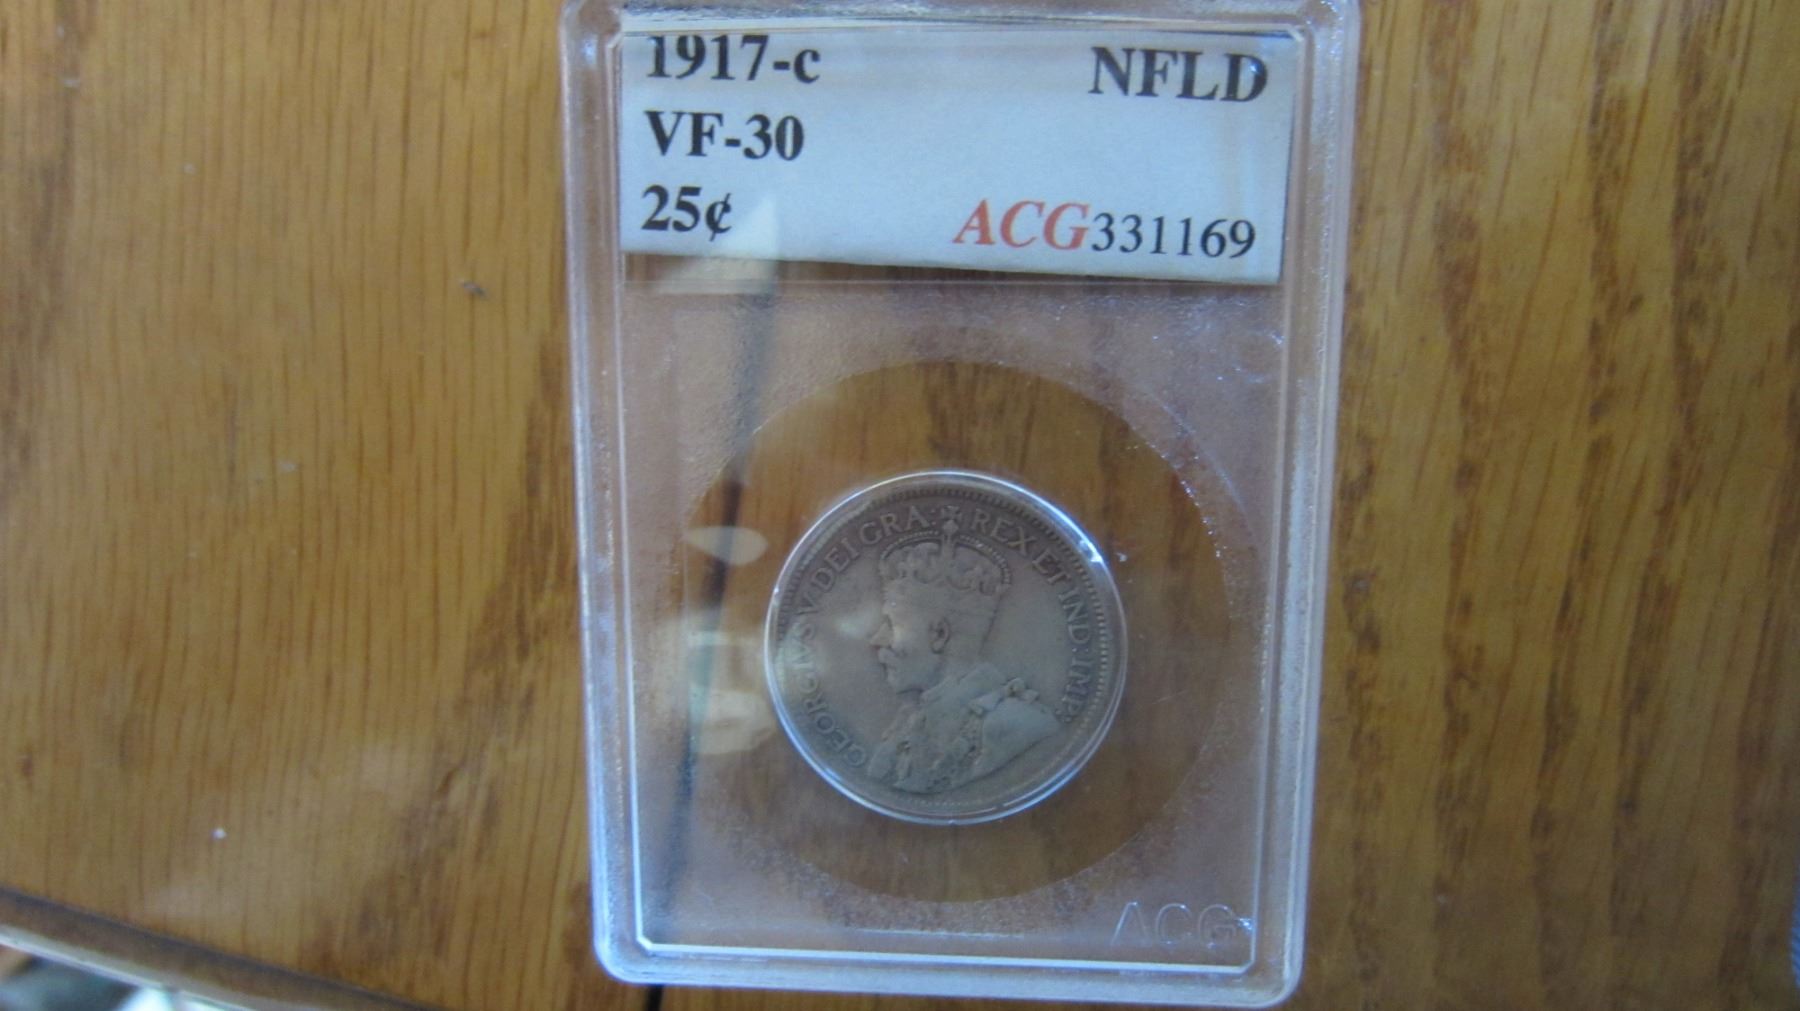 1917-c NFLD
VF-30
25¢ ACG331169
GEORGIVS V DEI GRA: REX ET IND: IMP:
ACG